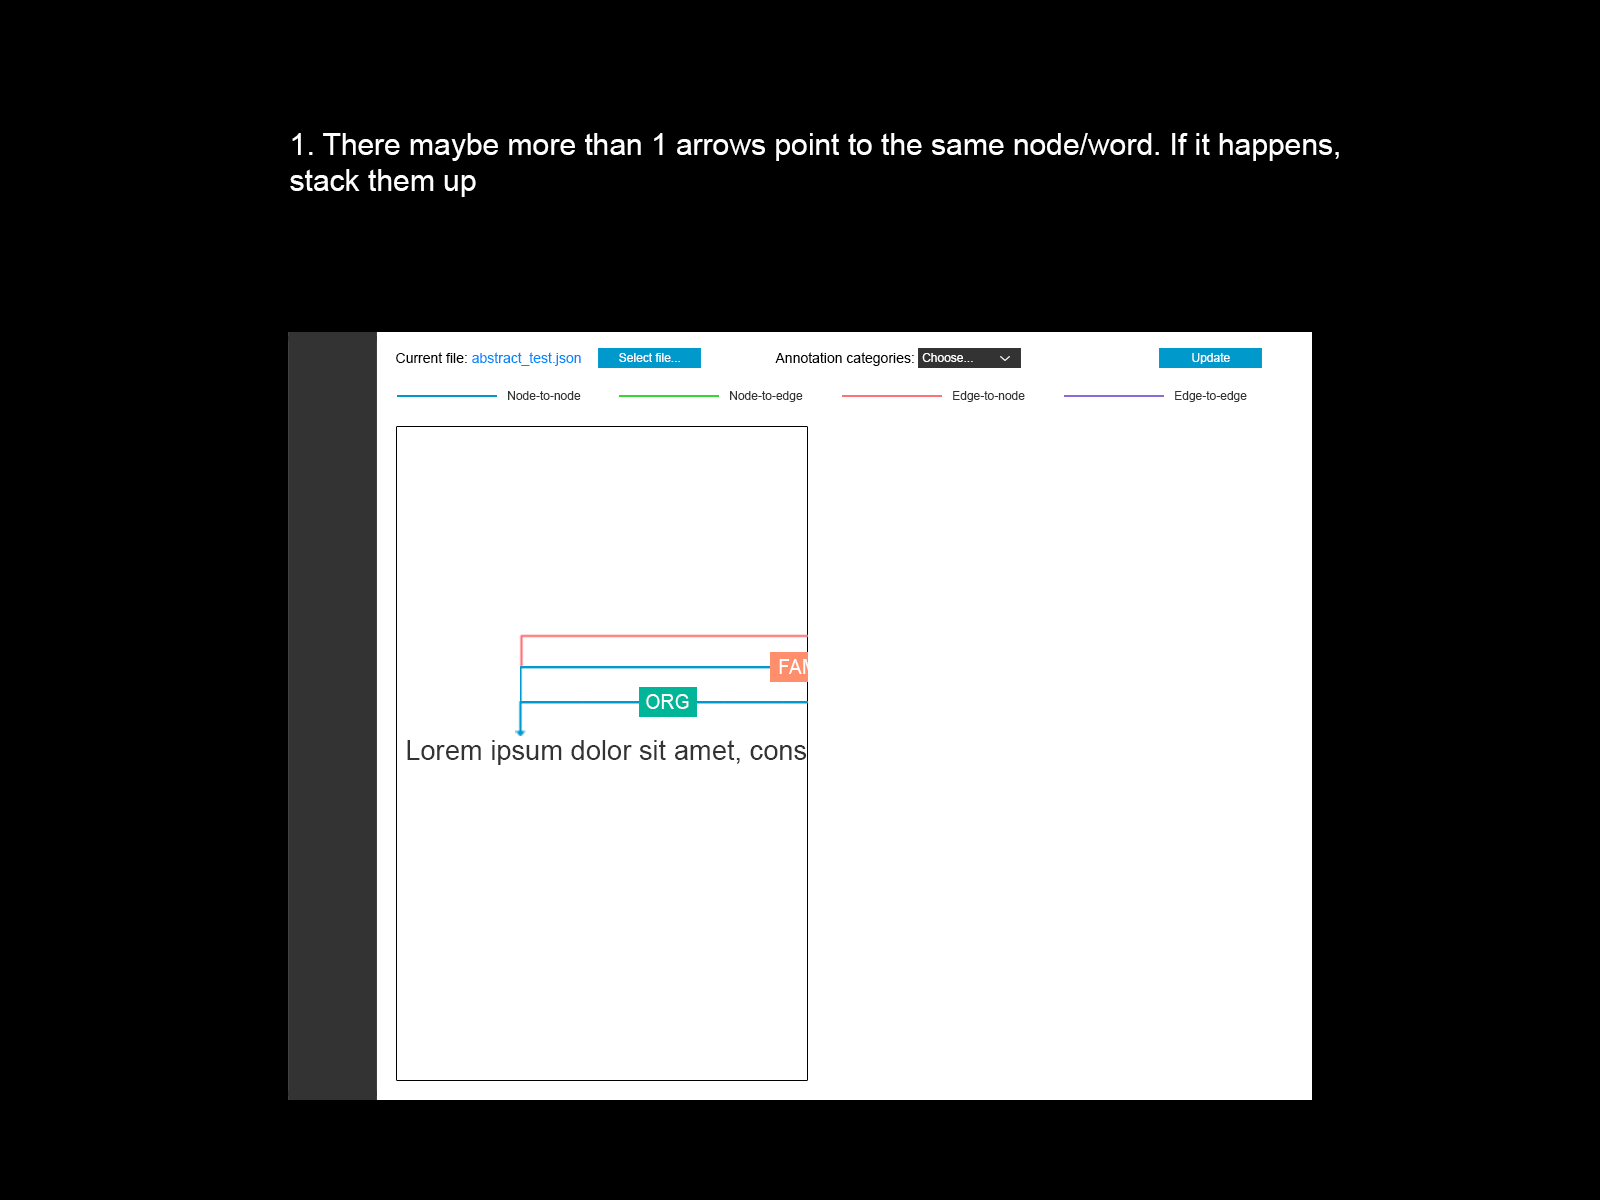 1. There maybe more than 1 arrows point to the same node/word. If it happens,
stack them up
Current file: abstract_test.json Select file... Annotation categories: Choose... Update
Node-to-node Node-to-edge Edge-to-node Edge-to-edge
FAM
ORG
Lorem ipsum dolor sit amet, cons